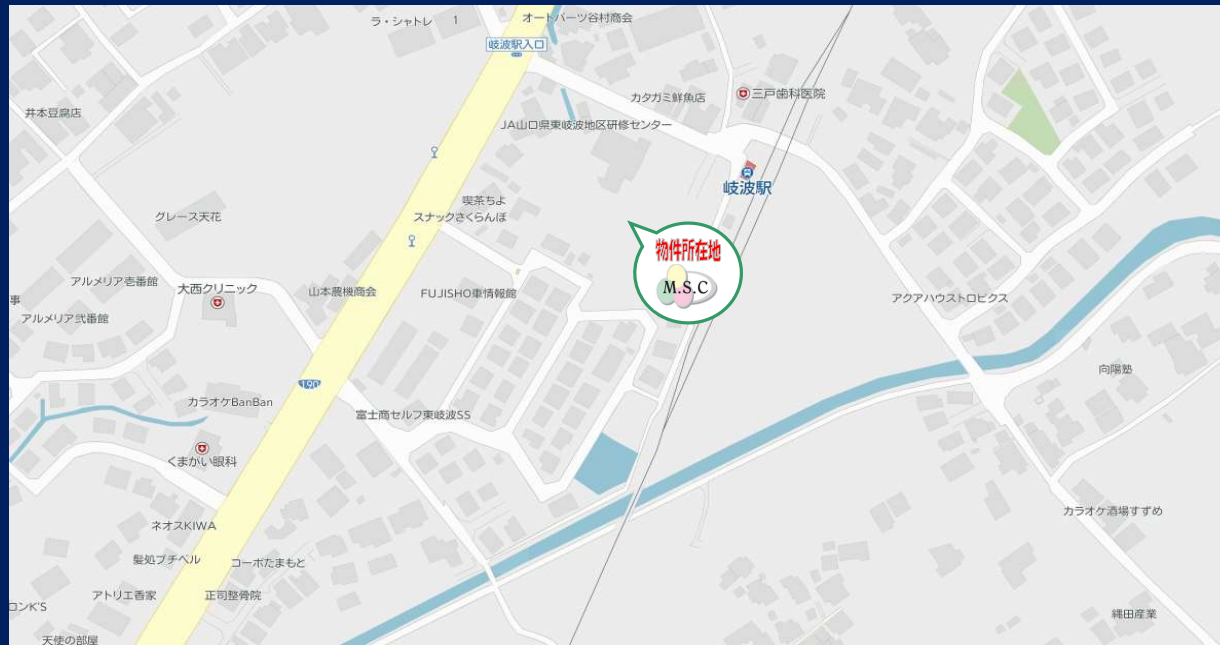 オートパーツ谷村商会
ラ・シャトレ 1
岐波駅入口
カタガミ鮮魚店
三戸歯科医院
井本豆腐店
JA山口県東岐波地区研修センター
岐波駅
喫茶ちよ
スナックさくらんぼ
グレース天花
物件所在地
M.S.C
アルメリア壱番館
大西クリニック
山本農機商会
FUJISHO車情報館
アクアハウストロピクス
事
アルメリア弐番館
向陽塾
190
カラオケBanBan
富士商セルフ東岐波SS
くまがい眼科
カラオケ酒場すずめ
ネオスKIWA
髪処プチベル
コーポたまもと
アトリエ香家
正司整骨院
ロンK'S
縄田産業
天使の部屋